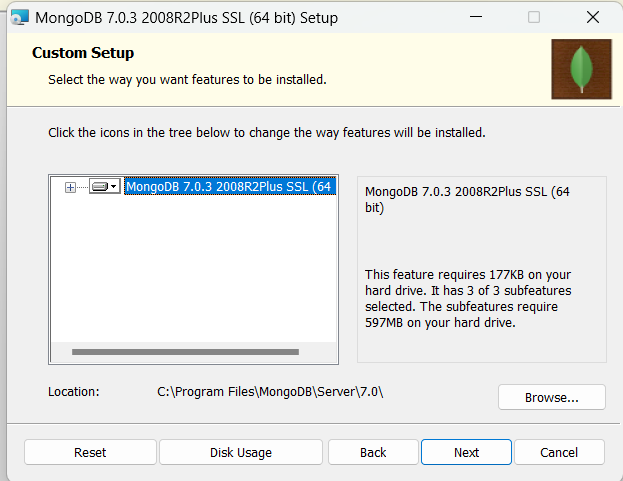 MongoDB 7.0.3 2008R2Plus SSL (64 bit) Setup
Custom Setup
Select the way you want features to be installed.
Click the icons in the tree below to change the way features will be installed.
MongoDB 7.0.3 2008R2Plus SSL (64
MongoDB 7.0.3 2008R2Plus SSL (64
bit)
This feature requires 177KB on your
hard drive. It has 3 of 3 subfeatures
selected. The subfeatures require
597MB on your hard drive.
Location:
C:\Program Files\MongoDB\Server\7.0\
Browse...
Reset
Disk Usage
Back
Next
Cancel